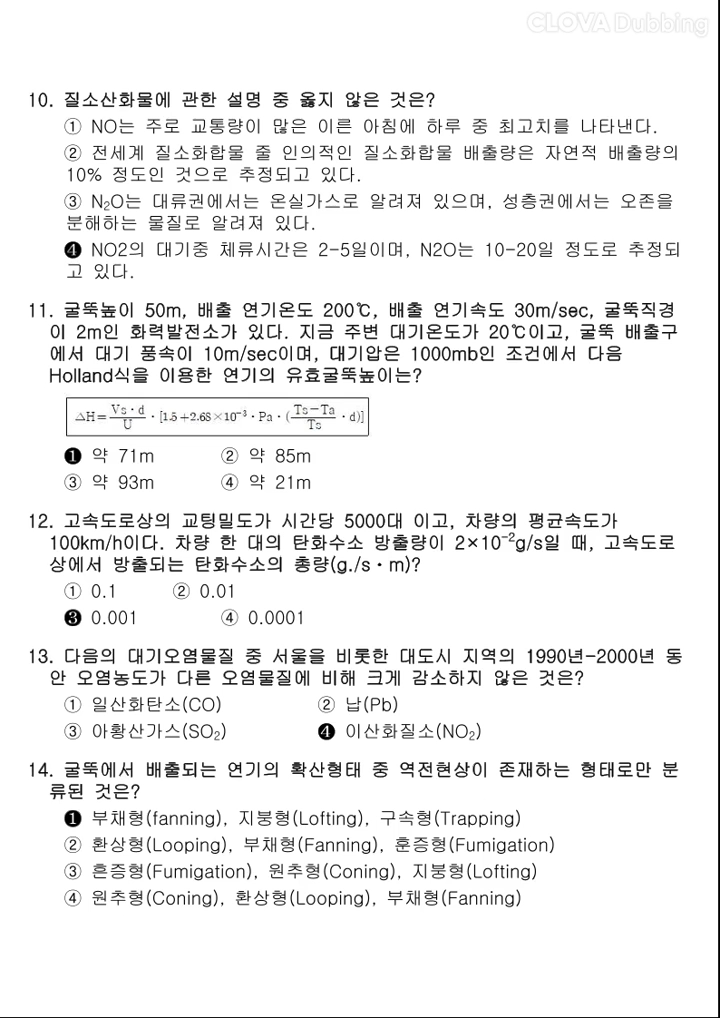 CLOVA Dubbing
10. 질소산화물에 관한 설명 중 옳지 않은 것은?
① NO는 주로 교통량이 많은 이른 아침에 하루 중 최고치를 나타낸다.
② 전세계 질소화합물 줄 인의적인 질소화합물 배출량은 자연적 배출량의
10% 정도인 것으로 추정되고 있다.
③ N₂O는 대류권에서는 온실가스로 알려져 있으며, 성층권에서는 오존을
분해하는 물질로 알려져 있다.
❹ NO2의 대기중 체류시간은 2-5일이며, N2O는 10-20일 정도로 추정되
고 있다.
11. 굴뚝높이 50m, 배출 연기온도 200℃, 배출 연기속도 30m/sec, 굴뚝직경
이 2m인 화력발전소가 있다. 지금 주변 대기온도가 20℃이고, 굴뚝 배출구
에서 대기 풍속이 10m/sec이며, 대기압은 1000mb인 조건에서 다음
Holland식을 이용한 연기의 유효굴뚝높이는?
△H=(Vs·d)/U·[1.5+2.68×10⁻³·Pa·((Ts-Ta)/Ts·d)]
❶ 약 71m ② 약 85m
③ 약 93m ④ 약 21m
12. 고속도로상의 교팅밀도가 시간당 5000대 이고, 차량의 평균속도가
100km/h이다. 차량 한 대의 탄화수소 방출량이 2×10⁻²g/s일 때, 고속도로
상에서 방출되는 탄화수소의 총량(g./s·m)?
① 0.1 ② 0.01
❸ 0.001 ④ 0.0001
13. 다음의 대기오염물질 중 서울을 비롯한 대도시 지역의 1990년-2000년 동
안 오염농도가 다른 오염물질에 비해 크게 감소하지 않은 것은?
① 일산화탄소(CO) ② 납(Pb)
③ 아황산가스(SO₂) ❹ 이산화질소(NO₂)
14. 굴뚝에서 배출되는 연기의 확산형태 중 역전현상이 존재하는 형태로만 분
류된 것은?
❶ 부채형(fanning), 지붕형(Lofting), 구속형(Trapping)
② 환상형(Looping), 부채형(Fanning), 훈증형(Fumigation)
③ 흔증형(Fumigation), 원추형(Coning), 지붕형(Lofting)
④ 원추형(Coning), 환상형(Looping), 부채형(Fanning)